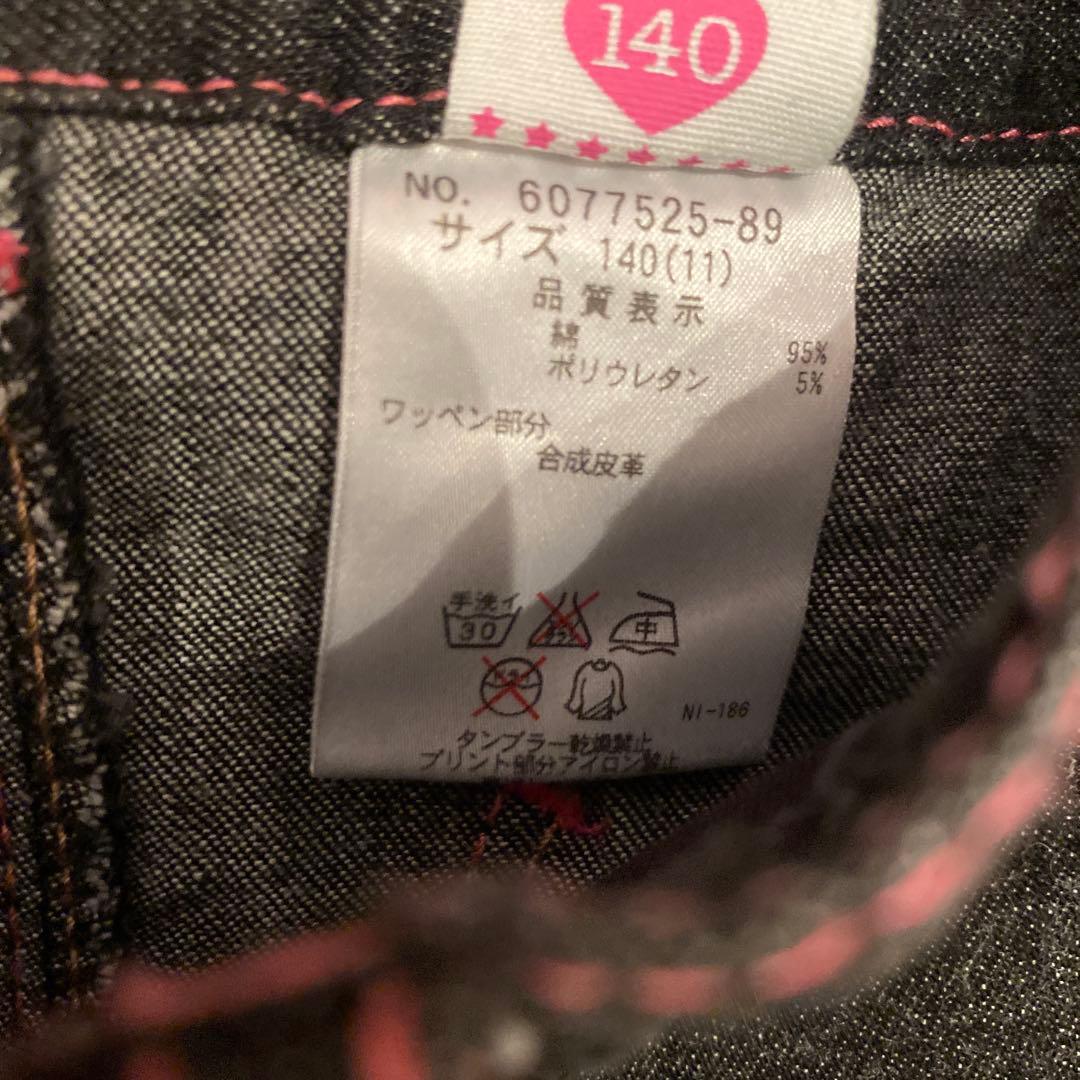 140
NO. 6077525-89
サイズ 140(11)
品質表示
綿 95%
ポリウレタン 5%
ワッペン部分
合成皮革
手洗イ
30
中
NI-186
タンブラー乾燥禁止
プリント部分アイロン禁止